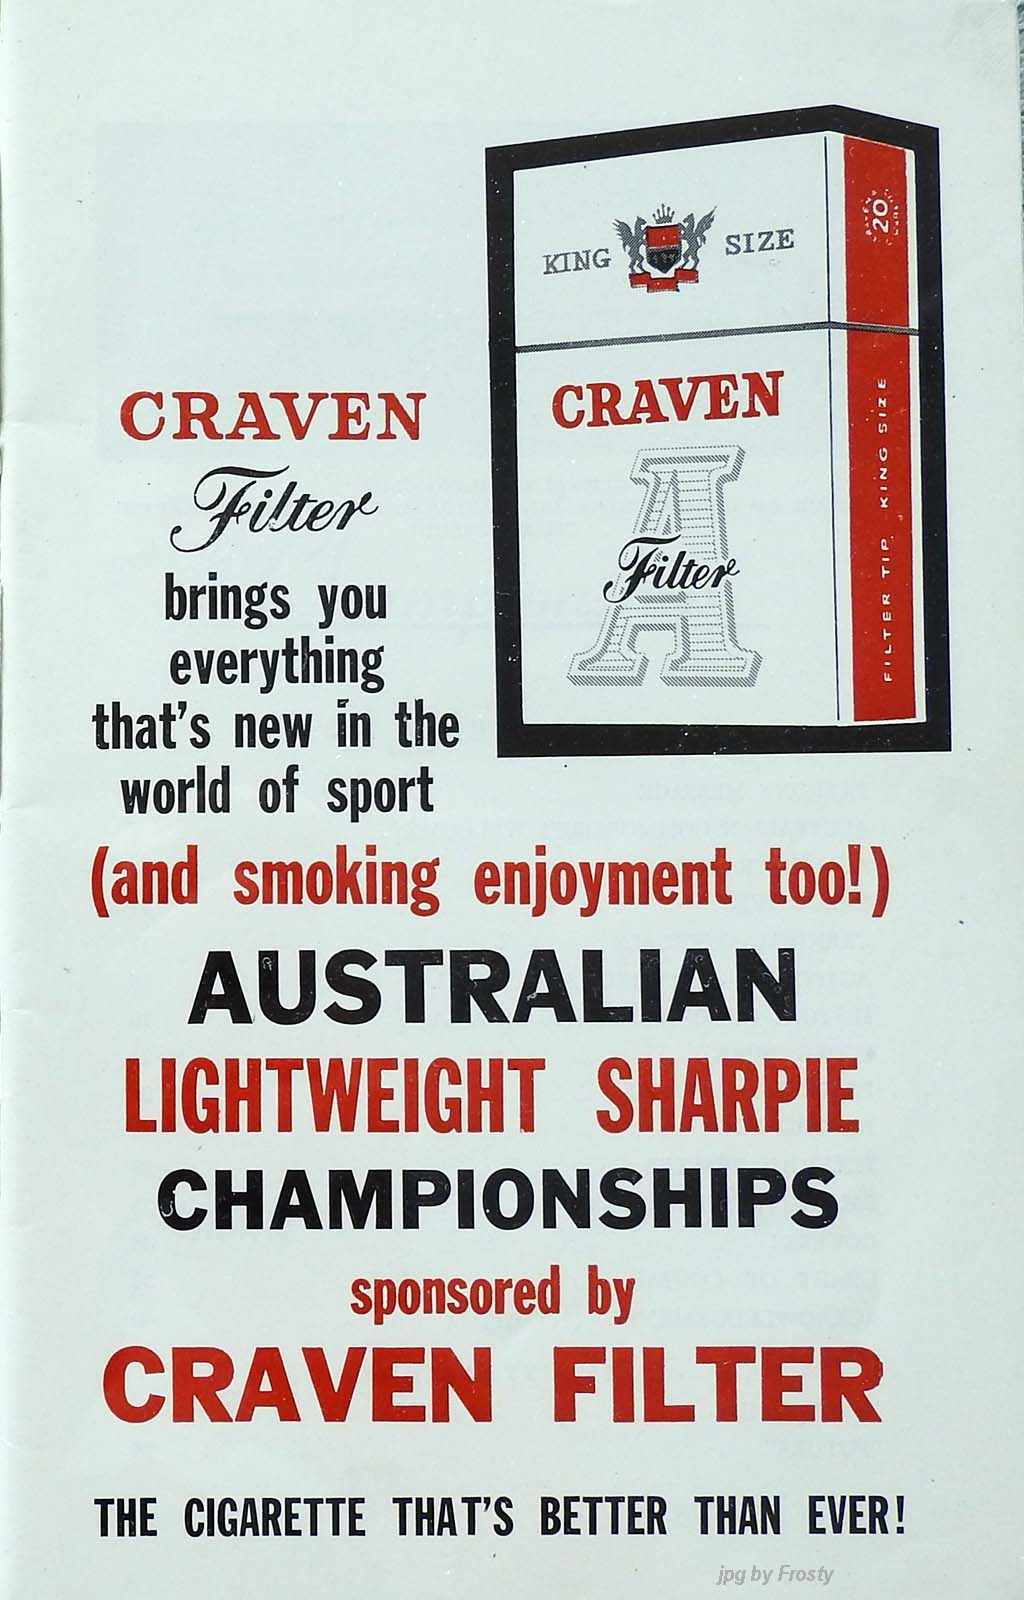 KING SIZE
20
CRAVEN
A
Filter
FILTER TIP KING SIZE
CRAVEN
Filter
brings you
everything
that's new in the
world of sport
(and smoking enjoyment too!)
AUSTRALIAN
LIGHTWEIGHT SHARPIE
CHAMPIONSHIPS
sponsored by
CRAVEN FILTER
THE CIGARETTE THAT'S BETTER THAN EVER!
jpg by Frosty